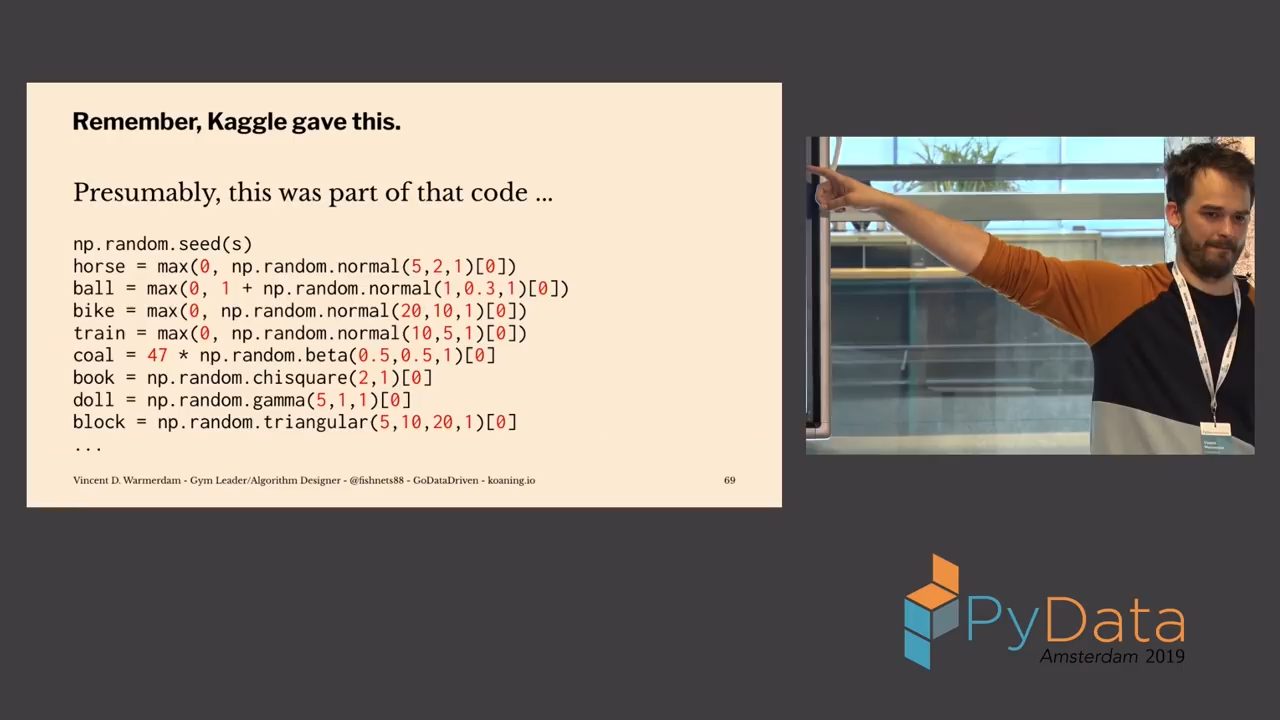 Remember, Kaggle gave this.
Presumably, this was part of that code ...
np.random.seed(s)
horse = max(0, np.random.normal(5,2,1)[0])
ball = max(0, 1 + np.random.normal(1,0.3,1)[0])
bike = max(0, np.random.normal(20,10,1)[0])
train = max(0, np.random.normal(10,5,1)[0])
coal = 47 * np.random.beta(0.5,0.5,1)[0]
book = np.random.chisquare(2,1)[0]
doll = np.random.gamma(5,1,1)[0]
block = np.random.triangular(5,10,20,1)[0]
...
Vincent D. Warmerdam - Gym Leader/Algorithm Designer - @fishnets88 - GoDataDriven - koaning.io 69
PyData
Amsterdam 2019